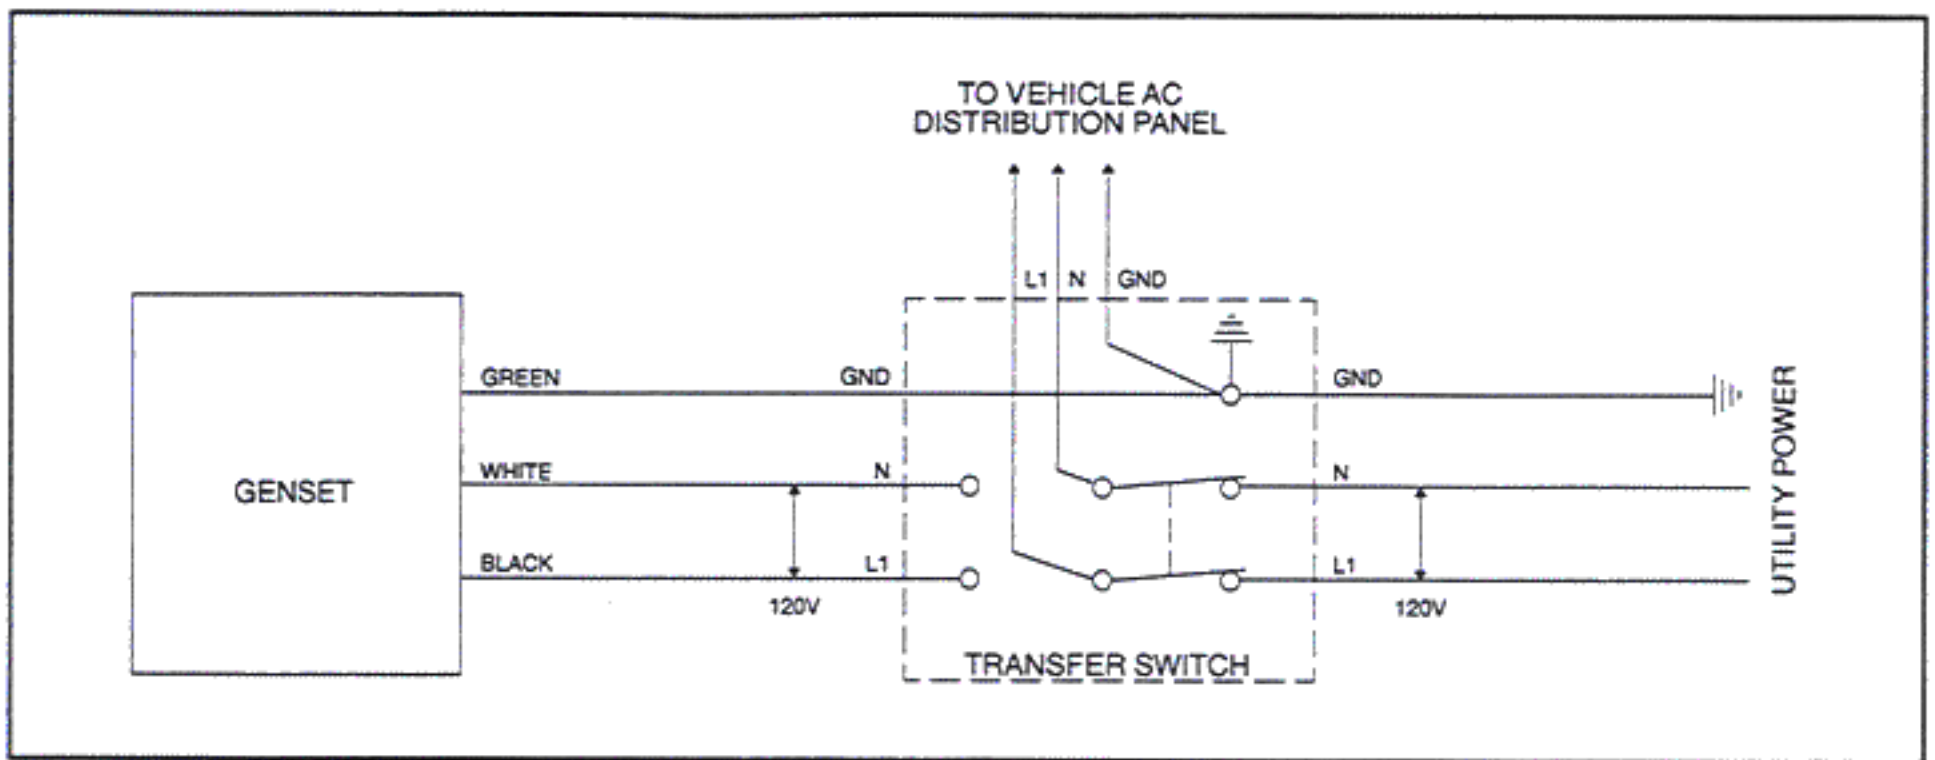 TO VEHICLE AC
DISTRIBUTION PANEL
L1 N GND
GREEN GND GND
UTILITY POWER
WHITE N N
GENSET
BLACK L1 L1
120V 120V
TRANSFER SWITCH